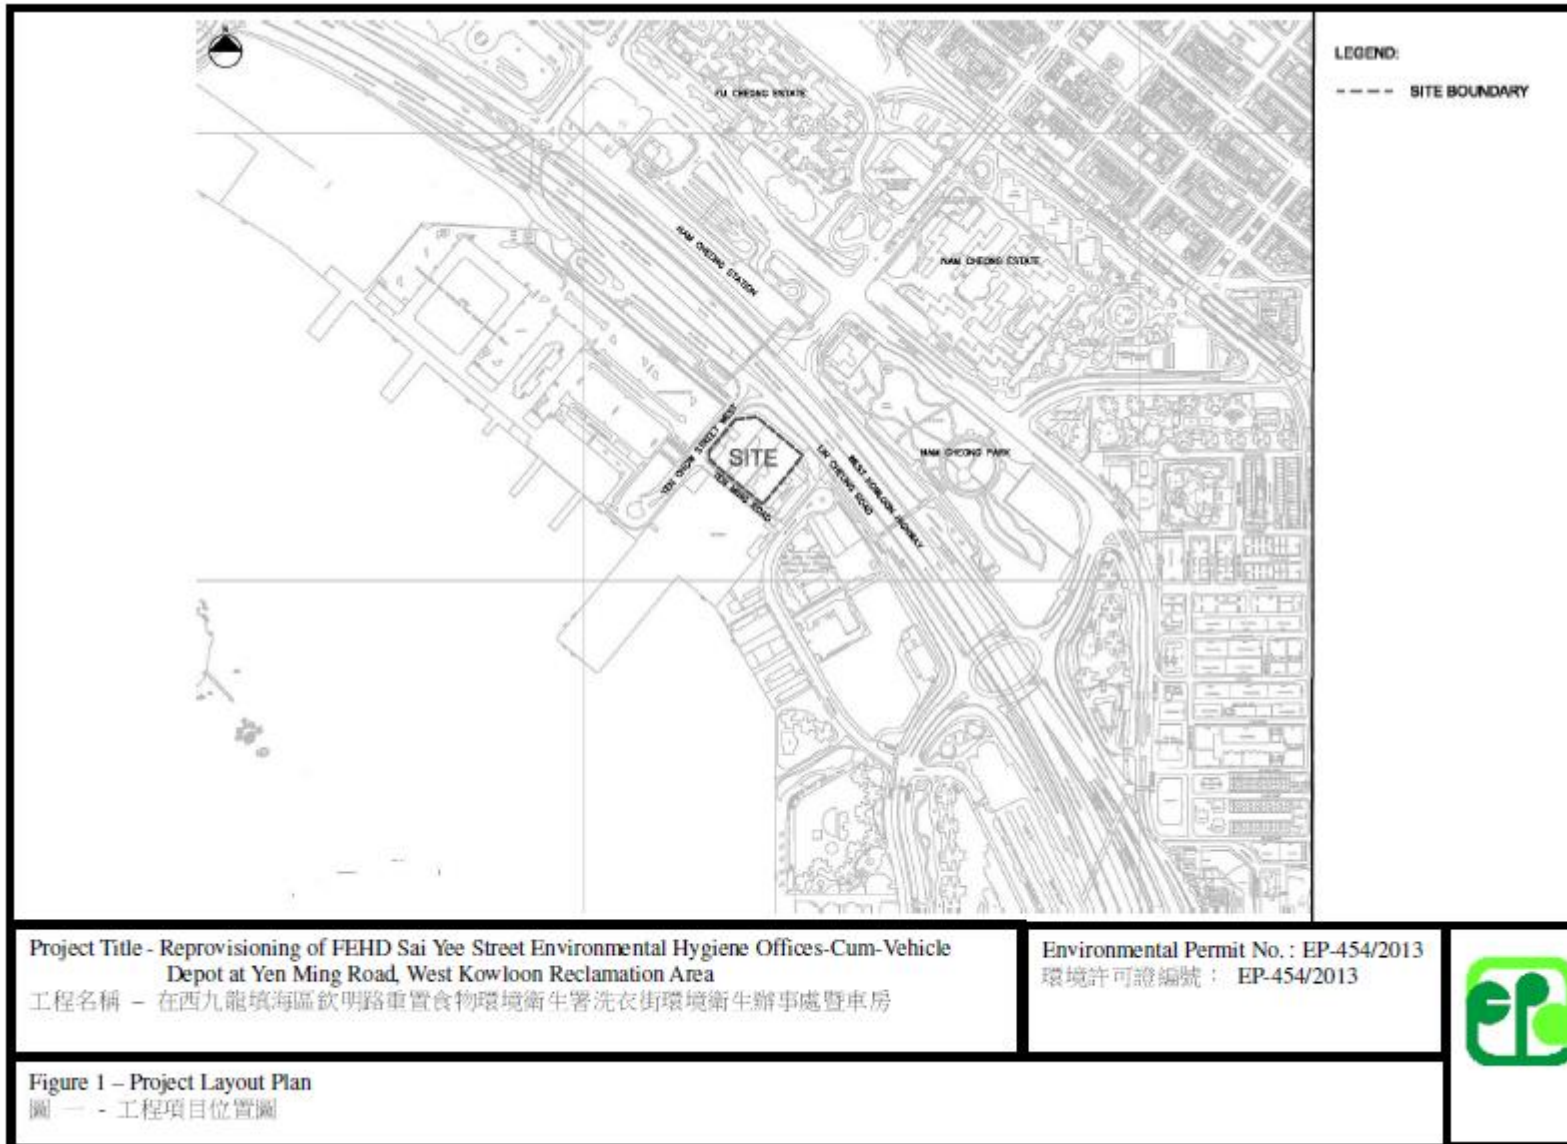 LEGEND:
SITE BOUNDARY
FU CHEONG ESTATE
NAM CHEONG STATION
NAM CHEONG ESTATE
YEN CHOW STREET WEST
SITE
YEN MING ROAD
LIN CHEUNG ROAD
WEST KOWLOON HIGHWAY
NAM CHEONG PARK
Project Title - Reprovisioning of FEHD Sai Yee Street Environmental Hygiene Offices-Cum-Vehicle
Depot at Yen Ming Road, West Kowloon Reclamation Area
工程名稱 – 在西九龍填海區欽明路重置食物環境衛生署洗衣街環境衛生辦事處暨車房
Environmental Permit No. : EP-454/2013
環境許可證編號： EP-454/2013
Figure 1 – Project Layout Plan
圖 一 - 工程項目位置圖